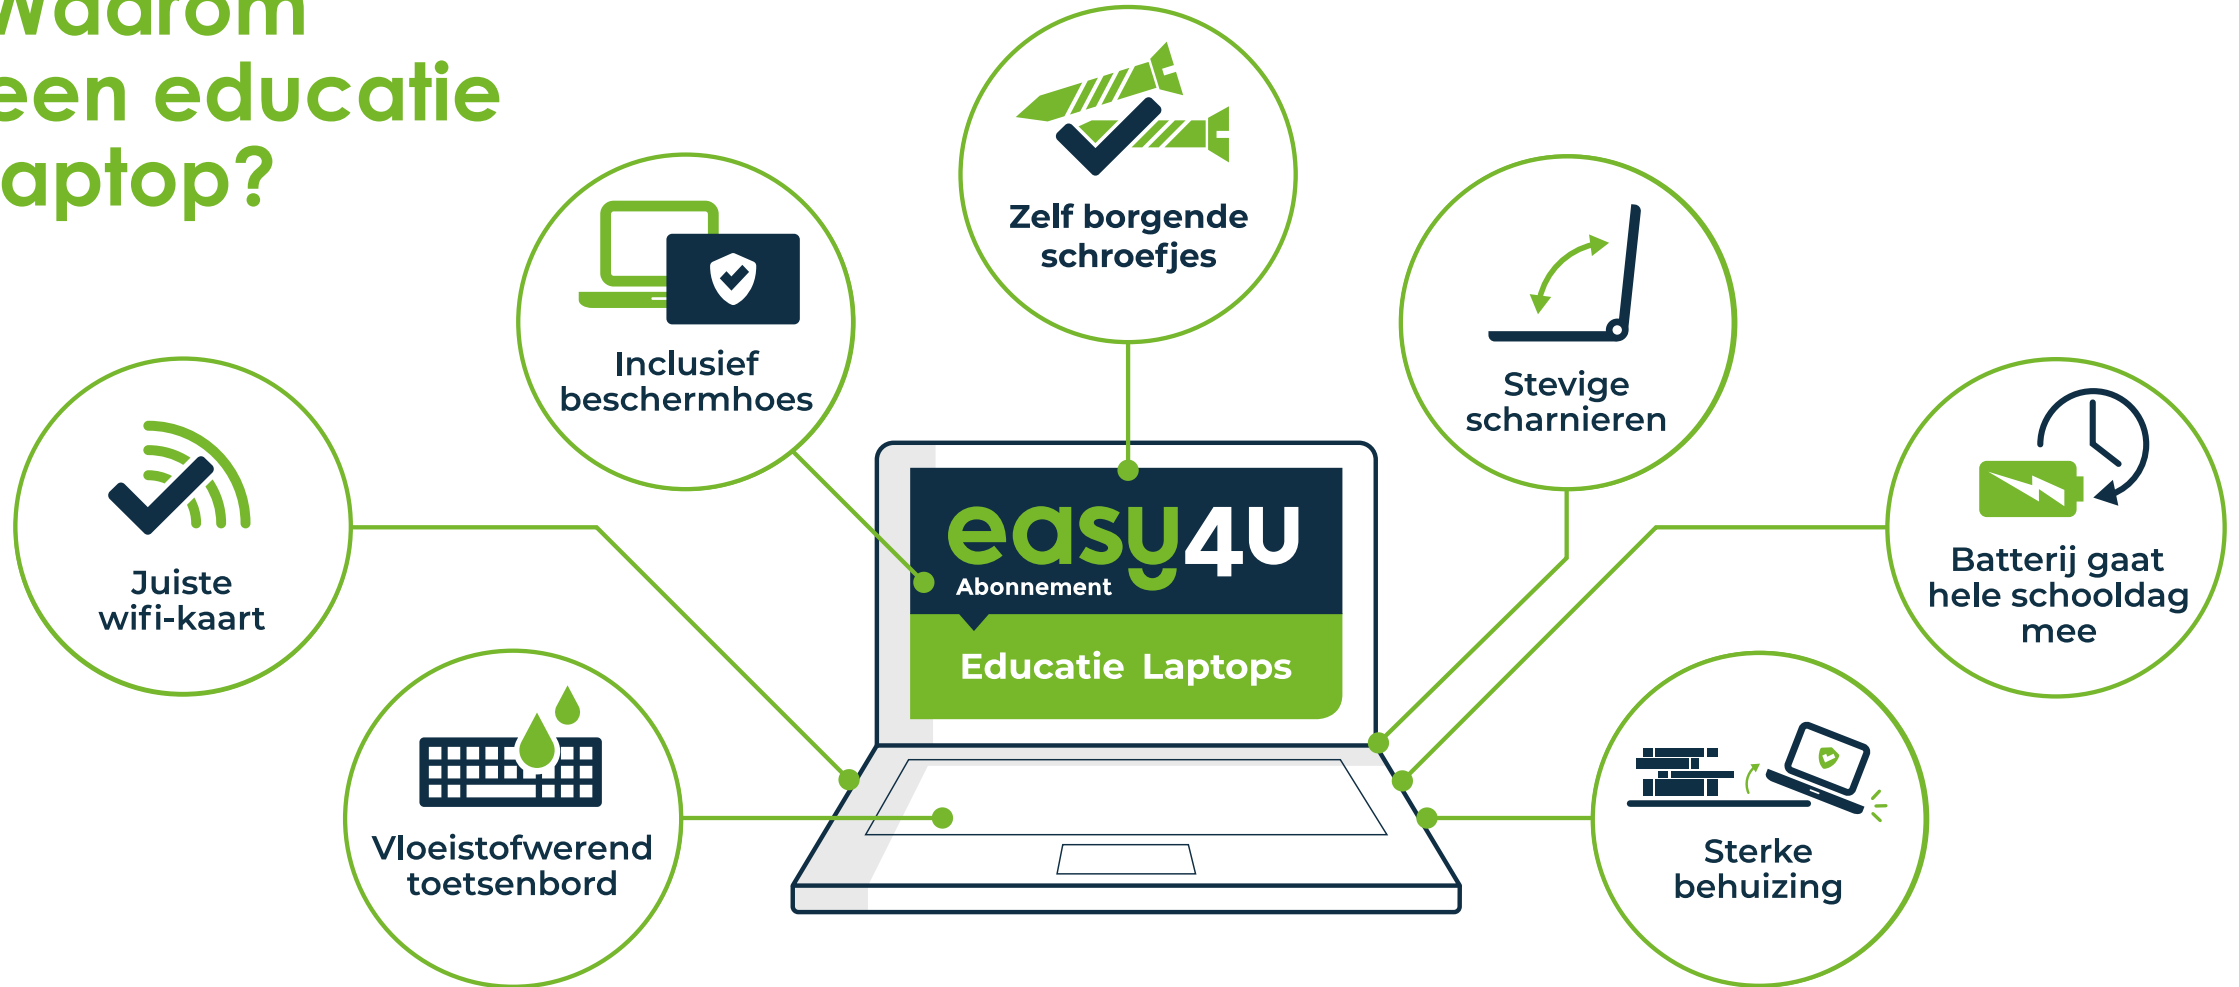 Waarom
een educatie
laptop?
Zelf borgende
schroefjes
Inclusief
beschermhoes
Stevige
scharnieren
Juiste
wifi-kaart
Batterij gaat
hele schooldag
mee
easy4U
Abonnement
Educatie Laptops
Vloeistofwerend
toetsenbord
Sterke
behuizing